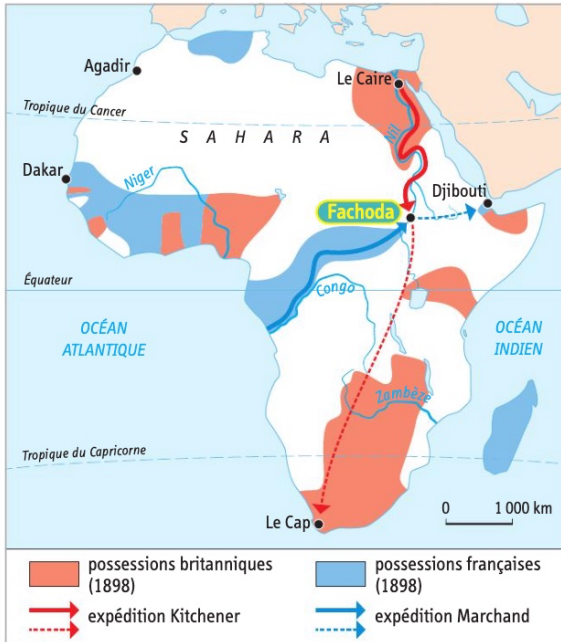 Agadir
Le Caire
Tropique du Cancer
SAHARA
Nil
Dakar
Niger
Djibouti
Fachoda
Équateur
Congo
OCÉAN
ATLANTIQUE
OCÉAN
INDIEN
Zambèze
Tropique du Capricorne
Le Cap
0 1 000 km
possessions britanniques
(1898)
expédition Kitchener
possessions françaises
(1898)
expédition Marchand